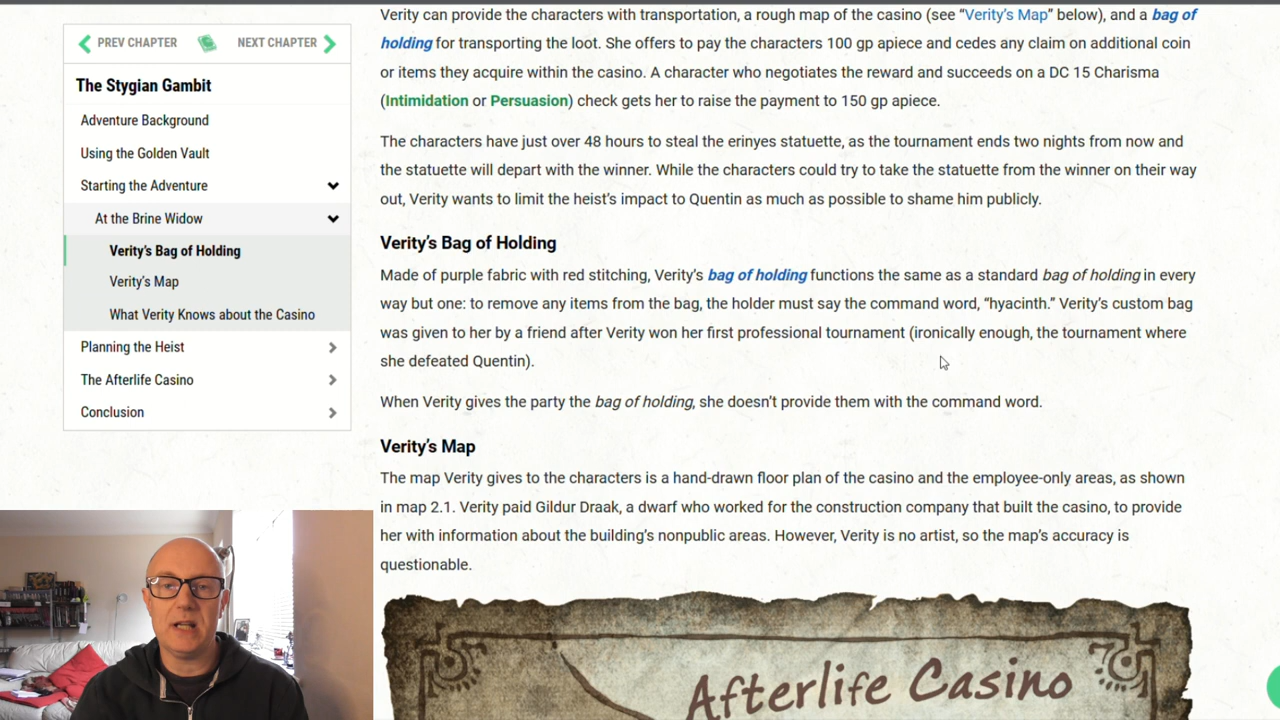 PREV CHAPTER
NEXT CHAPTER
The Stygian Gambit
Adventure Background
Using the Golden Vault
Starting the Adventure
At the Brine Widow
Verity's Bag of Holding
Verity's Map
What Verity Knows about the Casino
Planning the Heist
The Afterlife Casino
Conclusion
Verity can provide the characters with transportation, a rough map of the casino (see “Verity's Map” below), and a bag of
holding for transporting the loot. She offers to pay the characters 100 gp apiece and cedes any claim on additional coin
or items they acquire within the casino. A character who negotiates the reward and succeeds on a DC 15 Charisma
(Intimidation or Persuasion) check gets her to raise the payment to 150 gp apiece.
The characters have just over 48 hours to steal the erinyes statuette, as the tournament ends two nights from now and
the statuette will depart with the winner. While the characters could try to take the statuette from the winner on their way
out, Verity wants to limit the heist's impact to Quentin as much as possible to shame him publicly.
Verity's Bag of Holding
Made of purple fabric with red stitching, Verity's bag of holding functions the same as a standard bag of holding in every
way but one: to remove any items from the bag, the holder must say the command word, “hyacinth.” Verity's custom bag
was given to her by a friend after Verity won her first professional tournament (ironically enough, the tournament where
she defeated Quentin).
When Verity gives the party the bag of holding, she doesn't provide them with the command word.
Verity's Map
The map Verity gives to the characters is a hand-drawn floor plan of the casino and the employee-only areas, as shown
in map 2.1. Verity paid Gildur Draak, a dwarf who worked for the construction company that built the casino, to provide
her with information about the building's nonpublic areas. However, Verity is no artist, so the map's accuracy is
questionable.
Afterlife Casino